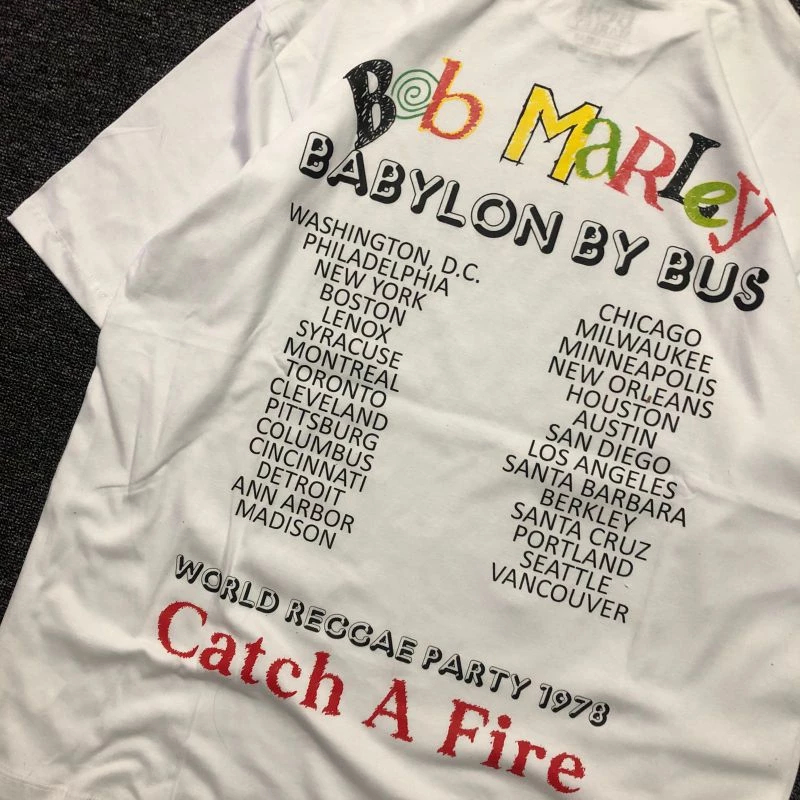 Bob MaRLey
BABYLON BY BUS
WASHINGTON, D.C.
PHILADELPHIA
NEW YORK
BOSTON
LENOX
SYRACUSE
MONTREAL
TORONTO
CLEVELAND
PITTSBURG
COLUMBUS
CINCINNATI
DETROIT
ANN ARBOR
MADISON
CHICAGO
MILWAUKEE
MINNEAPOLIS
NEW ORLEANS
HOUSTON
AUSTIN
SAN DIEGO
LOS ANGELES
SANTA BARBARA
BERKLEY
SANTA CRUZ
PORTLAND
SEATTLE
VANCOUVER
WORLD REGGAE PARTY 1978
Catch A Fire